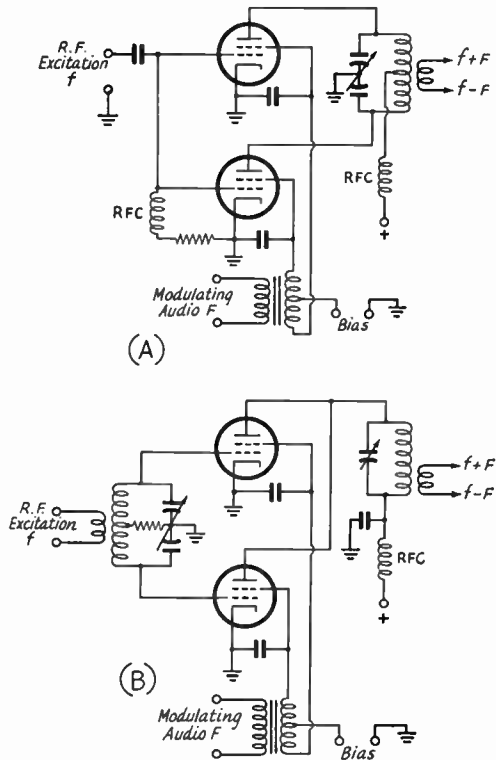 R.F.
Excitation
f
f+F
f-F
RFC
RFC
+
Modulating
Audio F
Bias
(A)
R.F.
Excitation
f
f+F
f-F
RFC
+
(B)
Modulating
Audio F
Bias